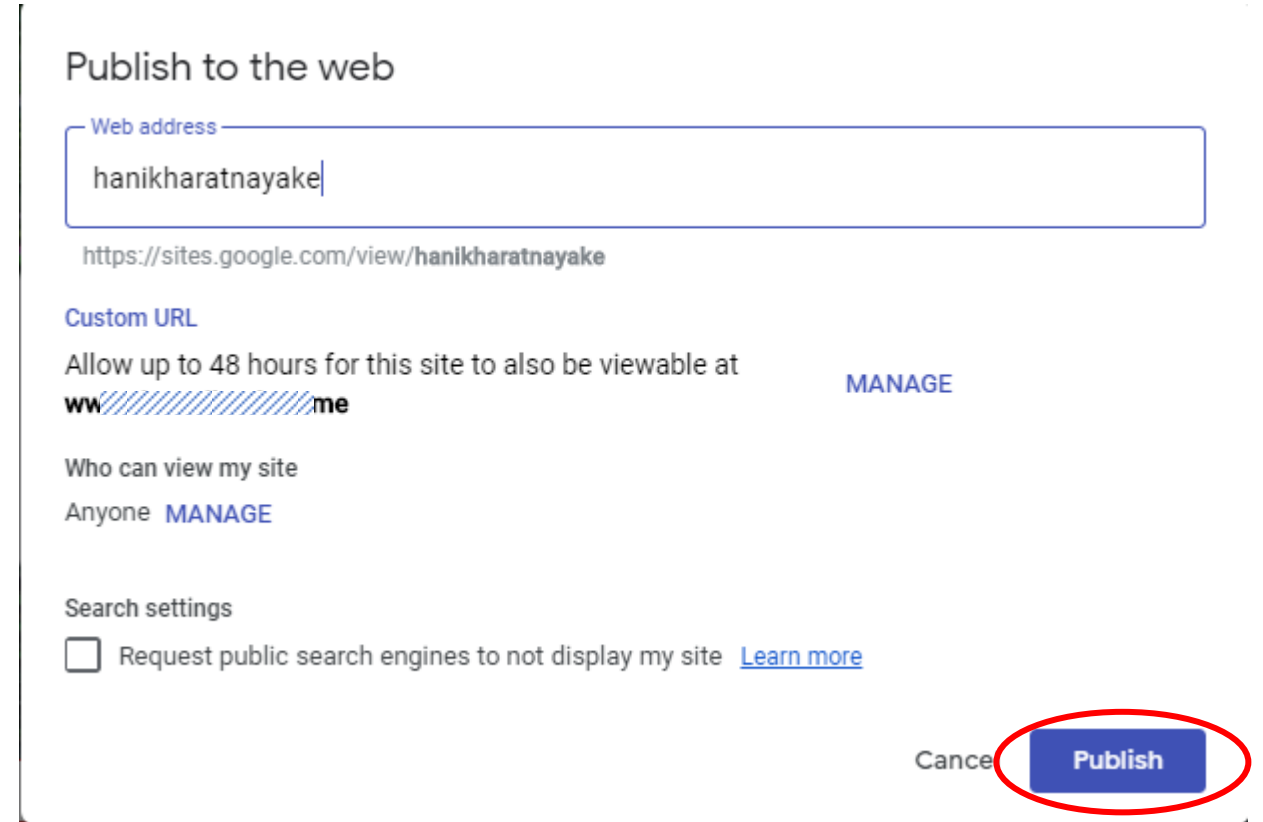 Publish to the web
Web address
hanikharatnayake
https://sites.google.com/view/hanikharatnayake
Custom URL
Allow up to 48 hours for this site to also be viewable at
MANAGE
Who can view my site
Anyone MANAGE
Search settings
Request public search engines to not display my site Learn more
Cancel Publish